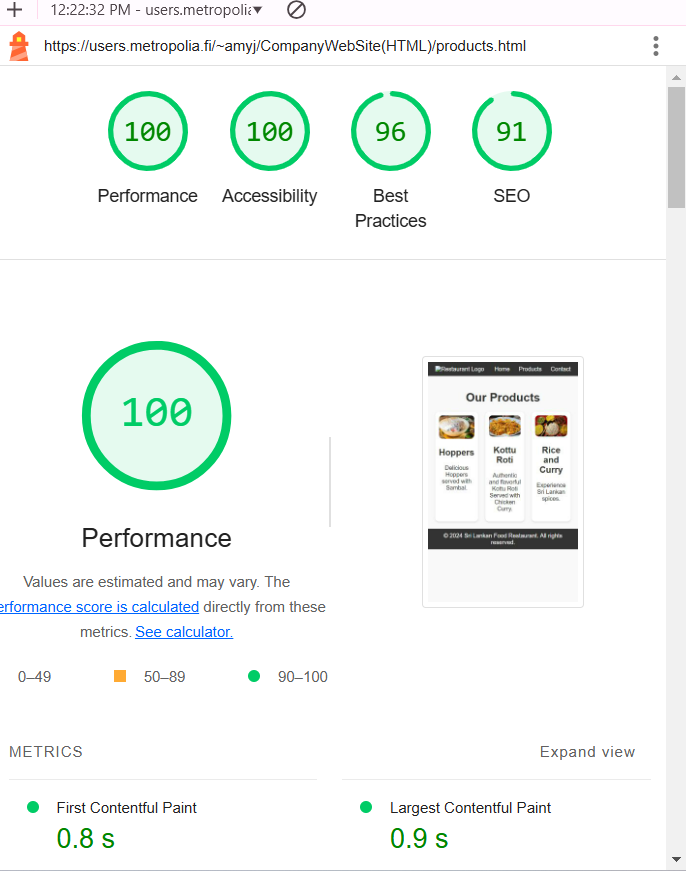 12:22:32 PM - users.metropolia
https://users.metropolia.fi/~amyj/CompanyWebSite(HTML)/products.html
100
100
96
91
Performance
Accessibility
Best
Practices
SEO
100
Performance
Values are estimated and may vary. The
erformance score is calculated directly from these
metrics. See calculator.
0–49
50–89
90–100
Restaurant Logo
Home
Products
Contact
Our Products
Hoppers
Delicious
Hoppers
served with
Sambal.
Kottu
Roti
Authentic
and flavorful
Kottu Roti
Served with
Chicken
Curry.
Rice
and
Curry
Experience
Sri Lankan
spices.
© 2024 Sri Lankan Food Restaurant. All rights
reserved.
METRICS
Expand view
First Contentful Paint
0.8 s
Largest Contentful Paint
0.9 s